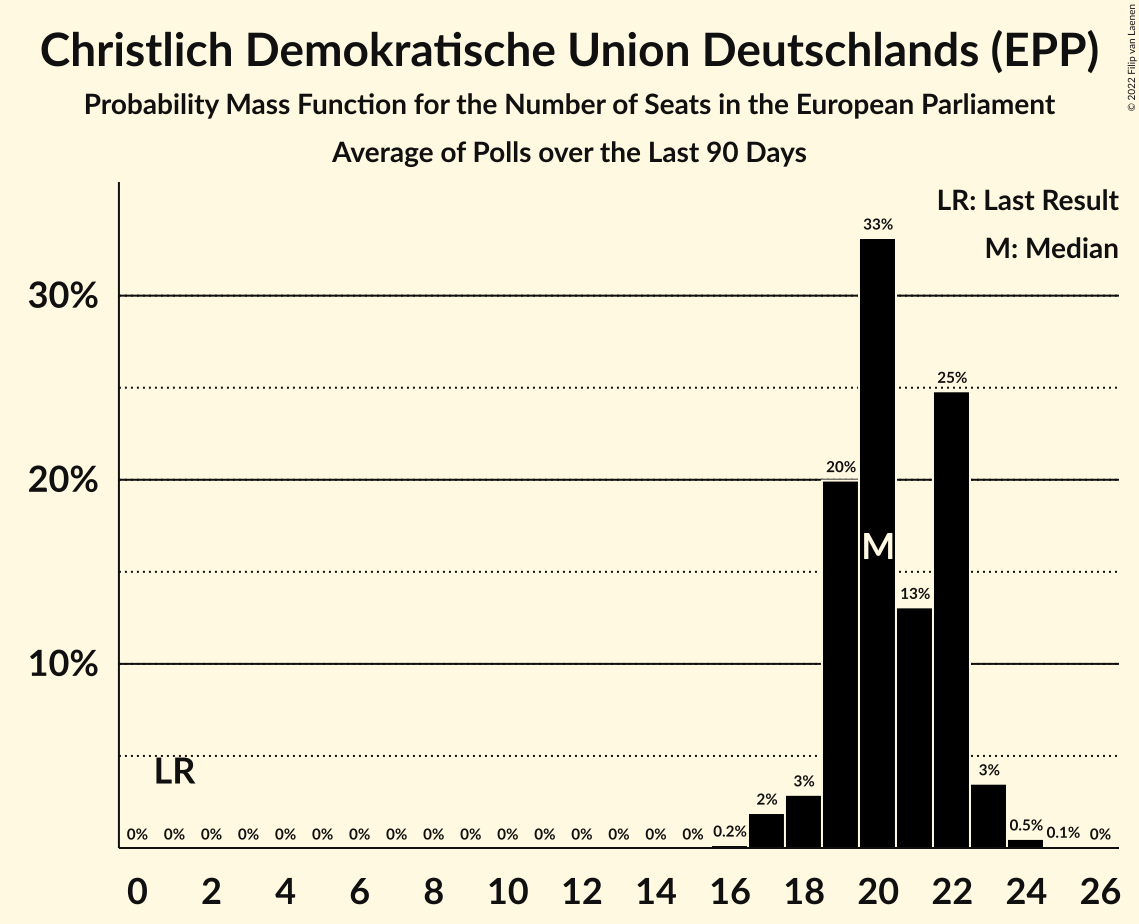 Christlich Demokratische Union Deutschlands (EPP)
Probability Mass Function for the Number of Seats in the European Parliament
Average of Polls over the Last 90 Days
© 2022 Filip van Laenen
LR: Last Result
M: Median
30%
20%
10%
33%
25%
20%
M
13%
LR
0% 0% 0% 0% 0% 0% 0% 0% 0% 0% 0% 0% 0% 0% 0% 0% 0.2% 2% 3% 3% 0.5% 0.1% 0%
0 2 4 6 8 10 12 14 16 18 20 22 24 26